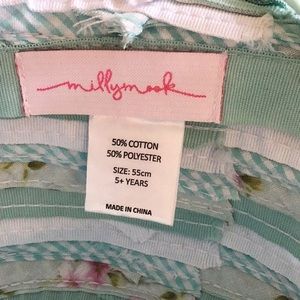 millymook
50% COTTON
50% POLYESTER
SIZE: 55cm
5+ YEARS
MADE IN CHINA